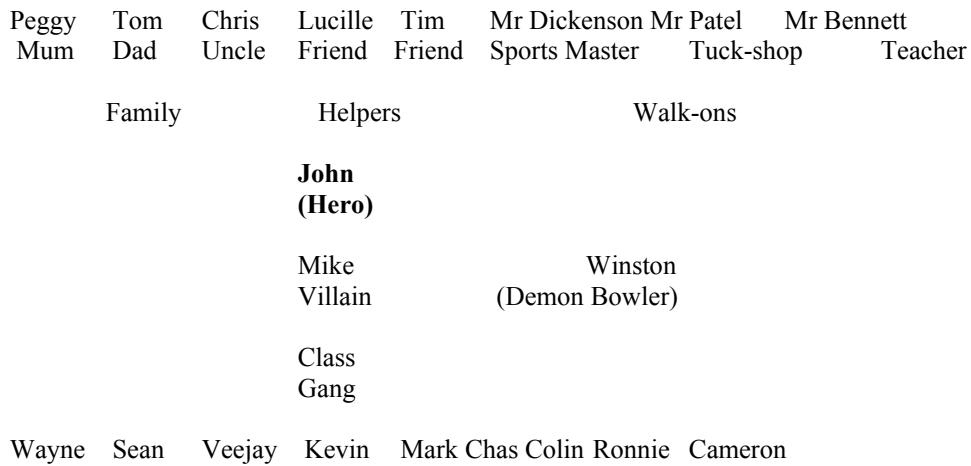 Peggy Tom Chris Lucille Tim Mr Dickenson Mr Patel Mr Bennett
Mum Dad Uncle Friend Friend Sports Master Tuck-shop Teacher
Family Helpers Walk-ons
John
(Hero)
Mike Winston
Villain (Demon Bowler)
Class
Gang
Wayne Sean Veejay Kevin Mark Chas Colin Ronnie Cameron